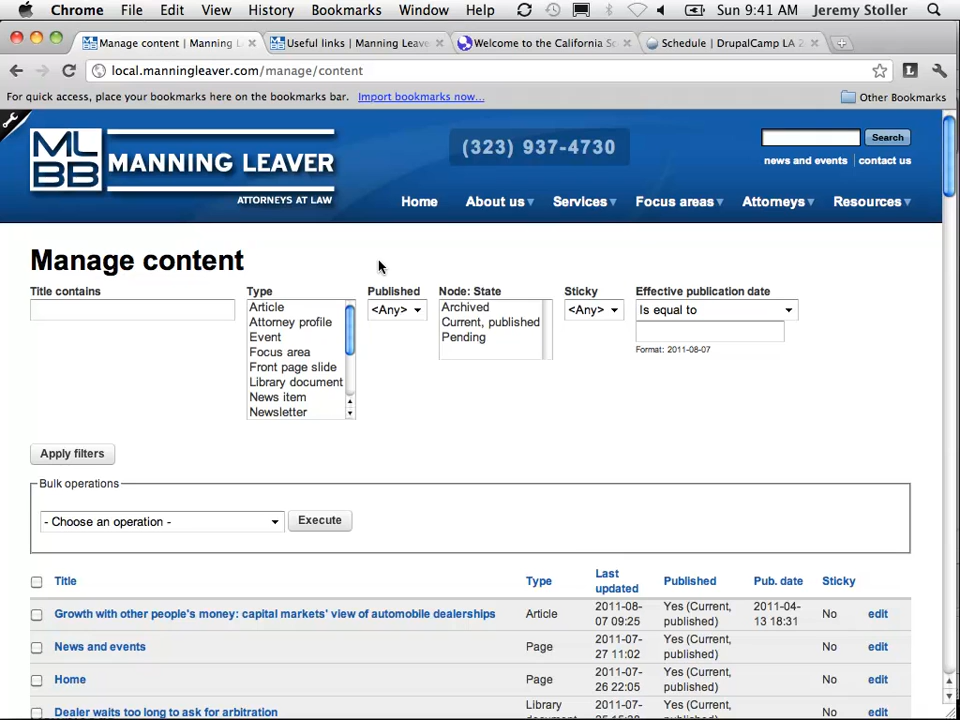 Chrome File Edit View History Bookmarks Window Help Sun 9:41 AM Jeremy Stoller
Manage content | Manning L Useful links | Manning Leave Welcome to the California Se Schedule | DrupalCamp LA 2
local.manningleaver.com/manage/content
For quick access, place your bookmarks here on the bookmarks bar. Import bookmarks now... Other Bookmarks
ML
BB
MANNING LEAVER
ATTORNEYS AT LAW
(323) 937-4730
Search
news and events contact us
Home About us Services Focus areas Attorneys Resources
Manage content
Title contains Type Published Node: State Sticky Effective publication date
Article
Attorney profile
Event
Focus area
Front page slide
Library document
News item
Newsletter
<Any>
Archived
Current, published
Pending
<Any>
Is equal to
Format: 2011-08-07
Apply filters
Bulk operations
- Choose an operation - Execute
Title Type Last updated Published Pub. date Sticky
Growth with other people's money: capital markets' view of automobile dealerships Article 2011-08-07 09:25 Yes (Current, published) 2011-04-13 18:31 No edit
News and events Page 2011-07-27 11:02 Yes (Current, published) No edit
Home Page 2011-07-26 22:05 Yes (Current, published) No edit
Dealer waits too long to ask for arbitration Library Yes (Current, No edit